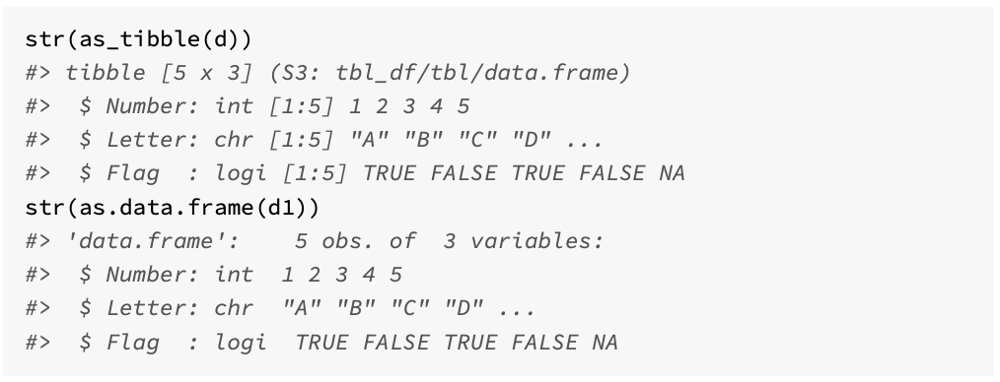 str(as_tibble(d))
#> tibble [5 x 3] (S3: tbl_df/tbl/data.frame)
#>  $ Number: int [1:5] 1 2 3 4 5
#>  $ Letter: chr [1:5] "A" "B" "C" "D" ...
#>  $ Flag  : logi [1:5] TRUE FALSE TRUE FALSE NA
str(as.data.frame(d1))
#> 'data.frame':    5 obs. of  3 variables:
#>  $ Number: int  1 2 3 4 5
#>  $ Letter: chr  "A" "B" "C" "D" ...
#>  $ Flag  : logi  TRUE FALSE TRUE FALSE NA